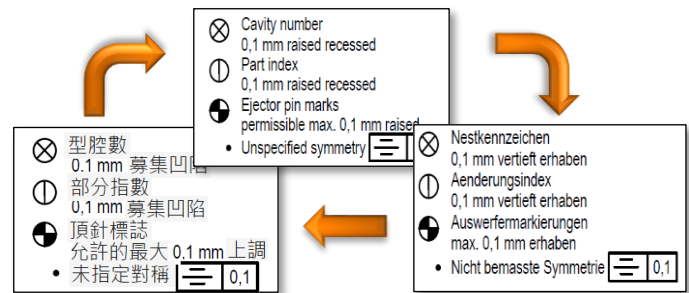 Cavity number
0,1 mm raised recessed
Part index
0,1 mm raised recessed
Ejector pin marks
permissible max. 0,1 mm raised
• Unspecified symmetry
Nestkennzeichen
0,1 mm vertieft erhaben
Aenderungsindex
0,1 mm vertieft erhaben
Auswerfermarkierungen
max. 0,1 mm erhaben
• Nicht bemasste Symmetrie 0,1
型腔數
0.1 mm 募集凹陷
部分指數
0,1 mm 募集凹陷
頂針標誌
允許的最大 0.1 mm 上調
• 未指定對稱 0,1